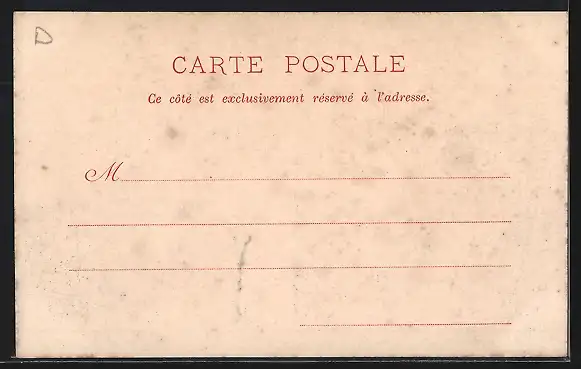 D
CARTE POSTALE
Ce côté est exclusivement réservé à l'adresse.
M